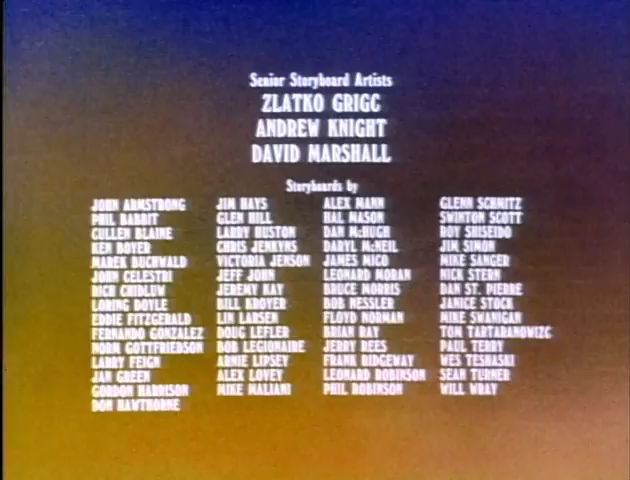 Senior Storyboard Artists
ZLATKO GRGIC
ANDREW KNIGHT
DAVID MARSHALL
Storyboards by
JOHN ARMSTRONG
PHIL BABBIT
CULLEN BLAINE
KEN BOYER
MAREK BUCHWALD
JOHN CELESTRI
RICH CHIDLAW
LORING DOYLE
EDDIE FITZGERALD
FERNANDO GONZALEZ
NORM GOTTFREDSON
LARRY FEIGN
JAN GREEN
GORDON HARRISON
DON HAWTHORNE
JIM HAYS
GLEN HILL
LARRY HUSTON
CHRIS JENKYNS
VICTORIA JENSON
JEFF JOHN
JEREMY KAY
BILL KROYER
LIN LARSEN
DOUG LEFLER
BOB LEGIONAIRE
ARNIE LIPSEY
ALEX LOVEY
MIKE MALIANI
ALEX MANN
HAL MASON
DAN McHUGH
DARYL McNEIL
JAMES MICO
LEONARD MORAN
BRUCE MORRIS
BOB NESSLER
FLOYD NORMAN
BRIAN RAY
JERRY REES
FRANK RIDGEWAY
LEONARD ROBINSON
PHIL ROBINSON
GLENN SCHMITZ
SWINTON SCOTT
ROY SHISEIDO
JIM SIMON
MIKE SANGER
NICK STERN
DAN ST. PIERRE
JANICE STOCK
MIKE SWANIGAN
TOM TARTARANOWICZ
PAUL TERRY
WES TESHASKI
SEAN TURNER
WILL WRAY